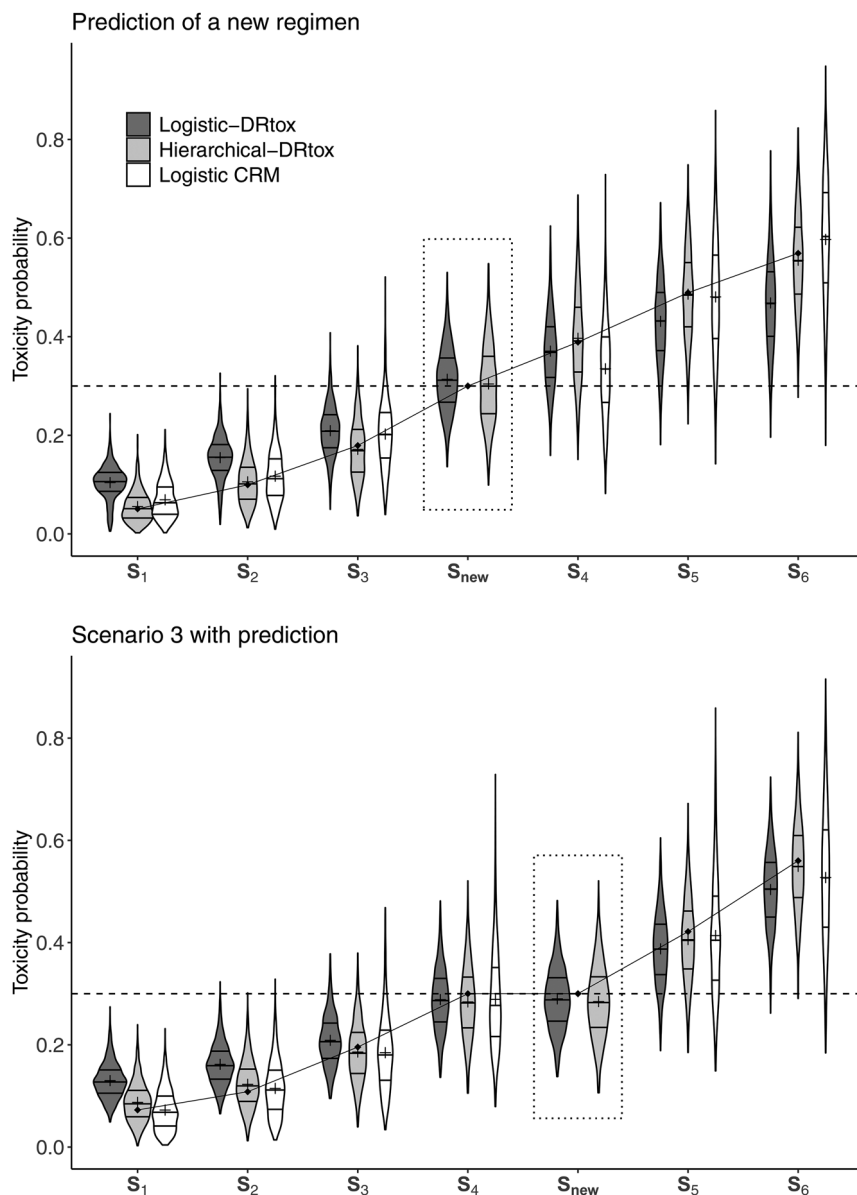 Prediction of a new regimen
Logistic−DRtox
Hierarchical−DRtox
Logistic CRM
Toxicity probability
0.8
0.6
0.4
0.2
0.0
S1 S2 S3 Snew S4 S5 S6
Scenario 3 with prediction
Toxicity probability
0.8
0.6
0.4
0.2
0.0
S1 S2 S3 S4 Snew S5 S6